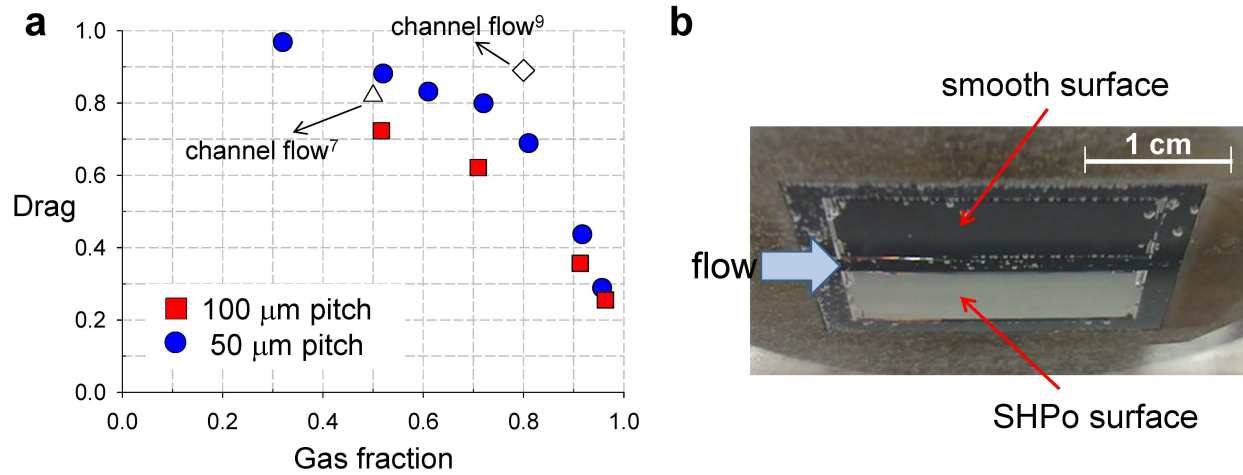 a
channel flow9
channel flow7
Drag
1.0
0.8
0.6
0.4
0.2
0.0
100 μm pitch
50 μm pitch
0.0 0.2 0.4 0.6 0.8 1.0
Gas fraction
b
smooth surface
1 cm
flow
SHPo surface